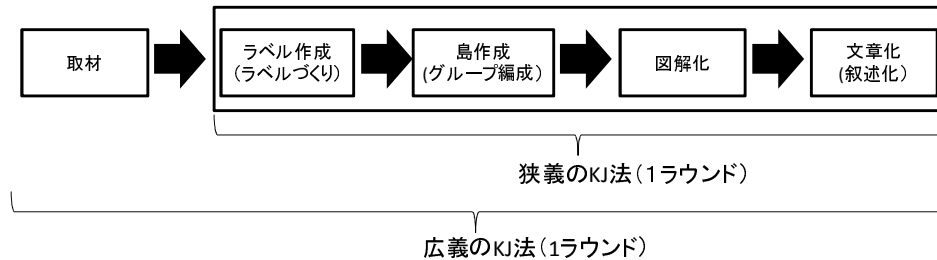 取材
ラベル作成
(ラベルづくり)
島作成
(グループ編成)
図解化
文章化
(叙述化)
狭義のKJ法(１ラウンド)
広義のKJ法(1ラウンド)